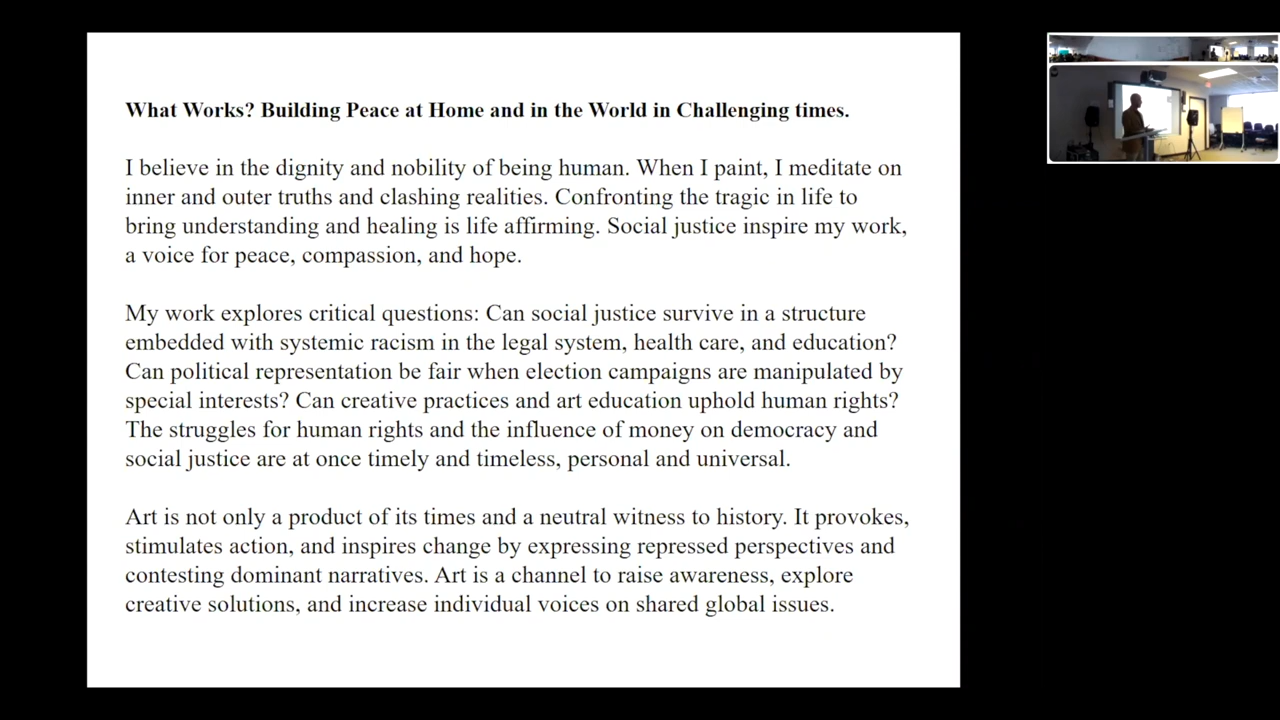 What Works? Building Peace at Home and in the World in Challenging times.
I believe in the dignity and nobility of being human. When I paint, I meditate on
inner and outer truths and clashing realities. Confronting the tragic in life to
bring understanding and healing is life affirming. Social justice inspire my work,
a voice for peace, compassion, and hope.
My work explores critical questions: Can social justice survive in a structure
embedded with systemic racism in the legal system, health care, and education?
Can political representation be fair when election campaigns are manipulated by
special interests? Can creative practices and art education uphold human rights?
The struggles for human rights and the influence of money on democracy and
social justice are at once timely and timeless, personal and universal.
Art is not only a product of its times and a neutral witness to history. It provokes,
stimulates action, and inspires change by expressing repressed perspectives and
contesting dominant narratives. Art is a channel to raise awareness, explore
creative solutions, and increase individual voices on shared global issues.